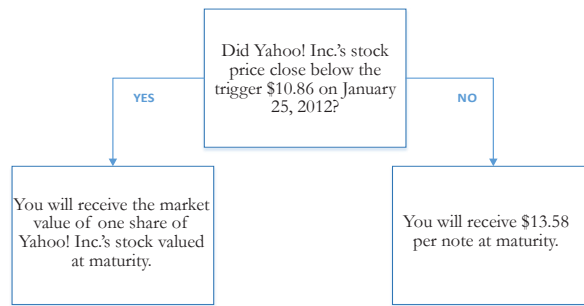 Did Yahoo! Inc.'s stock
price close below the
trigger $10.86 on January
25, 2012?
YES
NO
You will receive the market
value of one share of
Yahoo! Inc.'s stock valued
at maturity.
You will receive $13.58
per note at maturity.